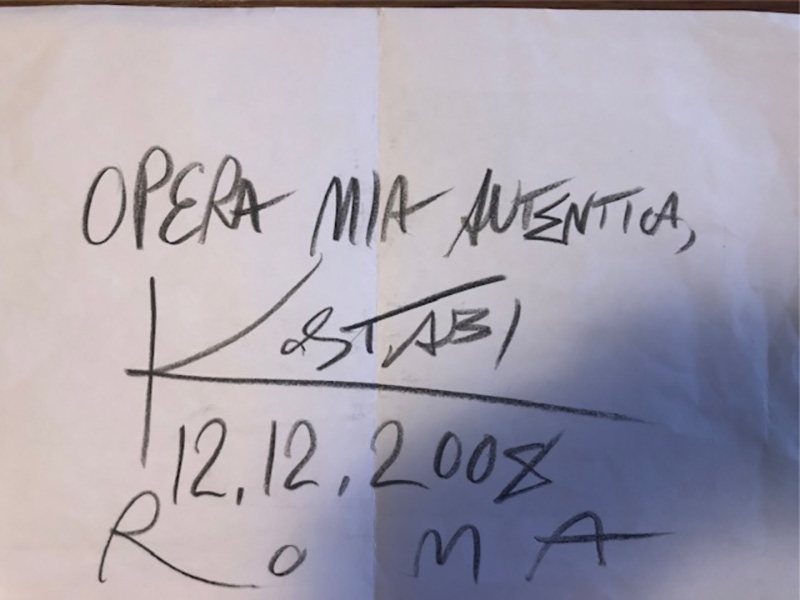 OPERA MIA AUTENTICA,
KOSTABI
12.12.2008
ROMA